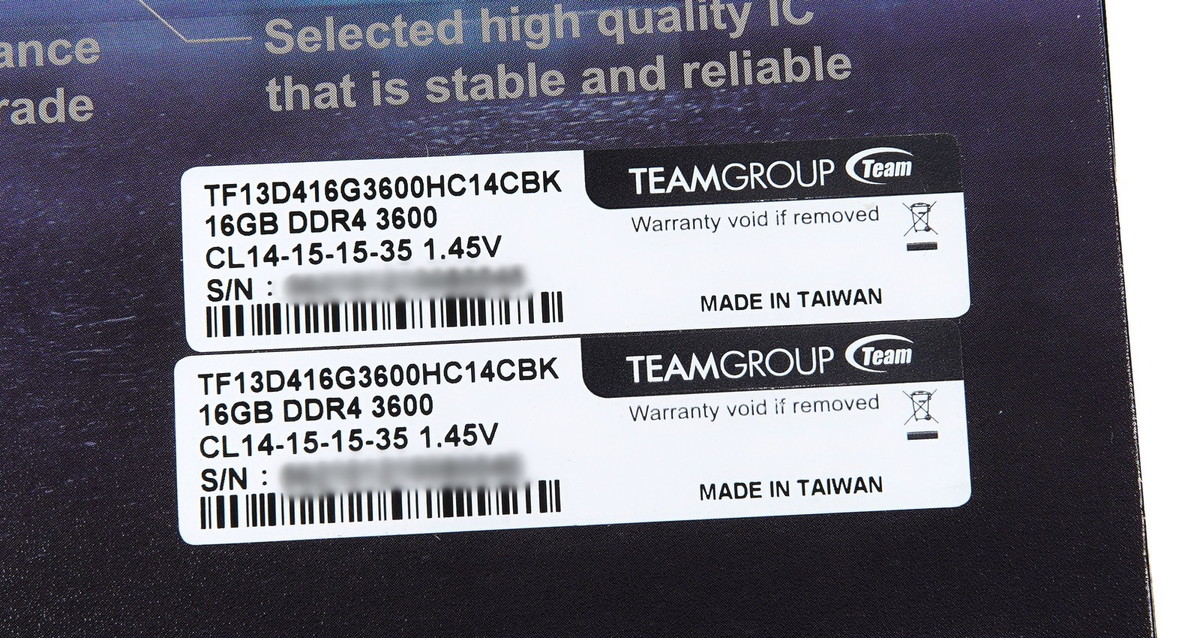 ance
rade
Selected high quality IC
that is stable and reliable
TF13D416G3600HC14CBK
16GB DDR4 3600
CL14-15-15-35 1.45V
S/N :
TEAMGROUP Team
Warranty void if removed
MADE IN TAIWAN
TF13D416G3600HC14CBK
16GB DDR4 3600
CL14-15-15-35 1.45V
S/N :
TEAMGROUP Team
Warranty void if removed
MADE IN TAIWAN